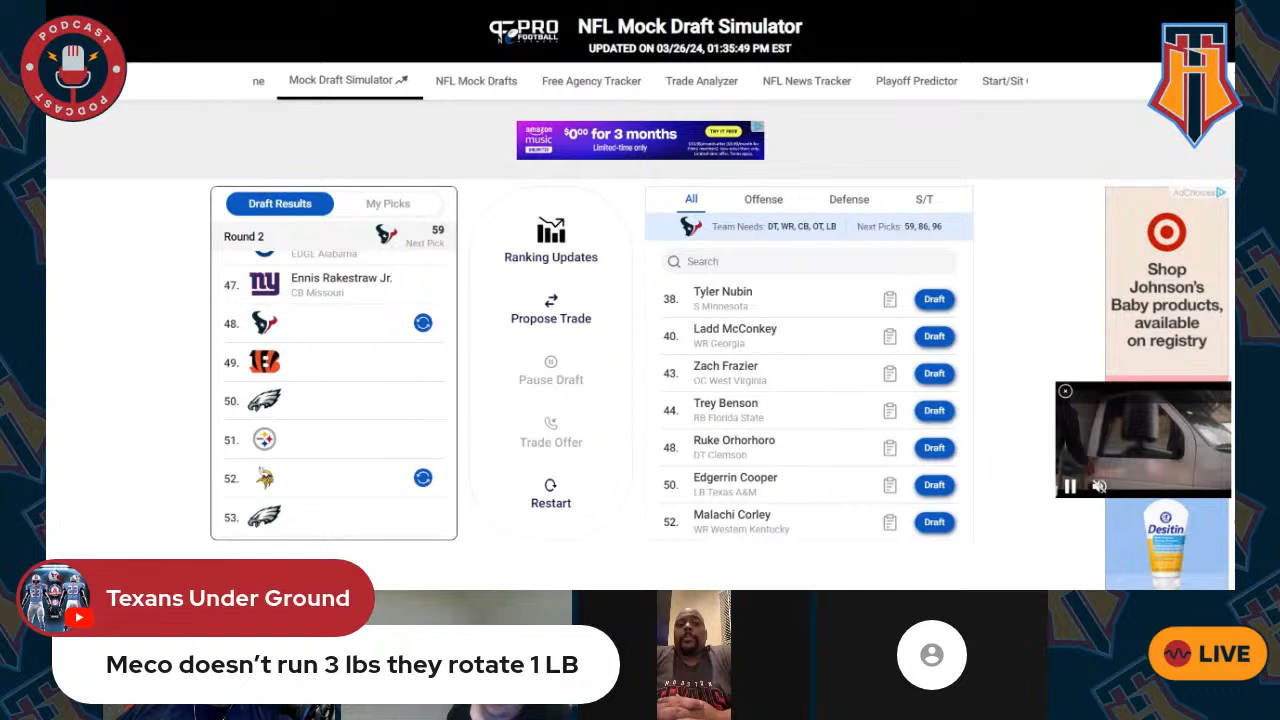 PODCAST
PODCAST
PRO
FOOTBALL
NFL Mock Draft Simulator
UPDATED ON 03/26/24, 01:35:49 PM EST
ne
Mock Draft Simulator
NFL Mock Drafts
Free Agency Tracker
Trade Analyzer
NFL News Tracker
Playoff Predictor
Start/Sit
amazon
music
UNLIMITED
$0.00 for 3 months
Limited-time only
TRY IT FREE
Draft Results
My Picks
Round 2
59
Next Pick
EDGE Alabama
47.
ny
Ennis Rakestraw Jr.
CB Missouri
48.
49.
50.
51.
52.
53.
Ranking Updates
Propose Trade
Pause Draft
Trade Offer
Restart
All
Offense
Defense
S/T
Team Needs: DT, WR, CB, OT, LB
Next Picks: 59, 86, 96
Search
38.
Tyler Nubin
S Minnesota
Draft
40.
Ladd McConkey
WR Georgia
Draft
43.
Zach Frazier
OC West Virginia
Draft
44.
Trey Benson
RB Florida State
Draft
48.
Ruke Orhorhoro
DT Clemson
Draft
50.
Edgerrin Cooper
LB Texas A&M
Draft
52.
Malachi Corley
WR Western Kentucky
Draft
AdChoices
Shop
Johnson's
Baby products,
available
on registry
Desitin
Texans Under Ground
Meco doesn't run 3 lbs they rotate 1 LB
LIVE